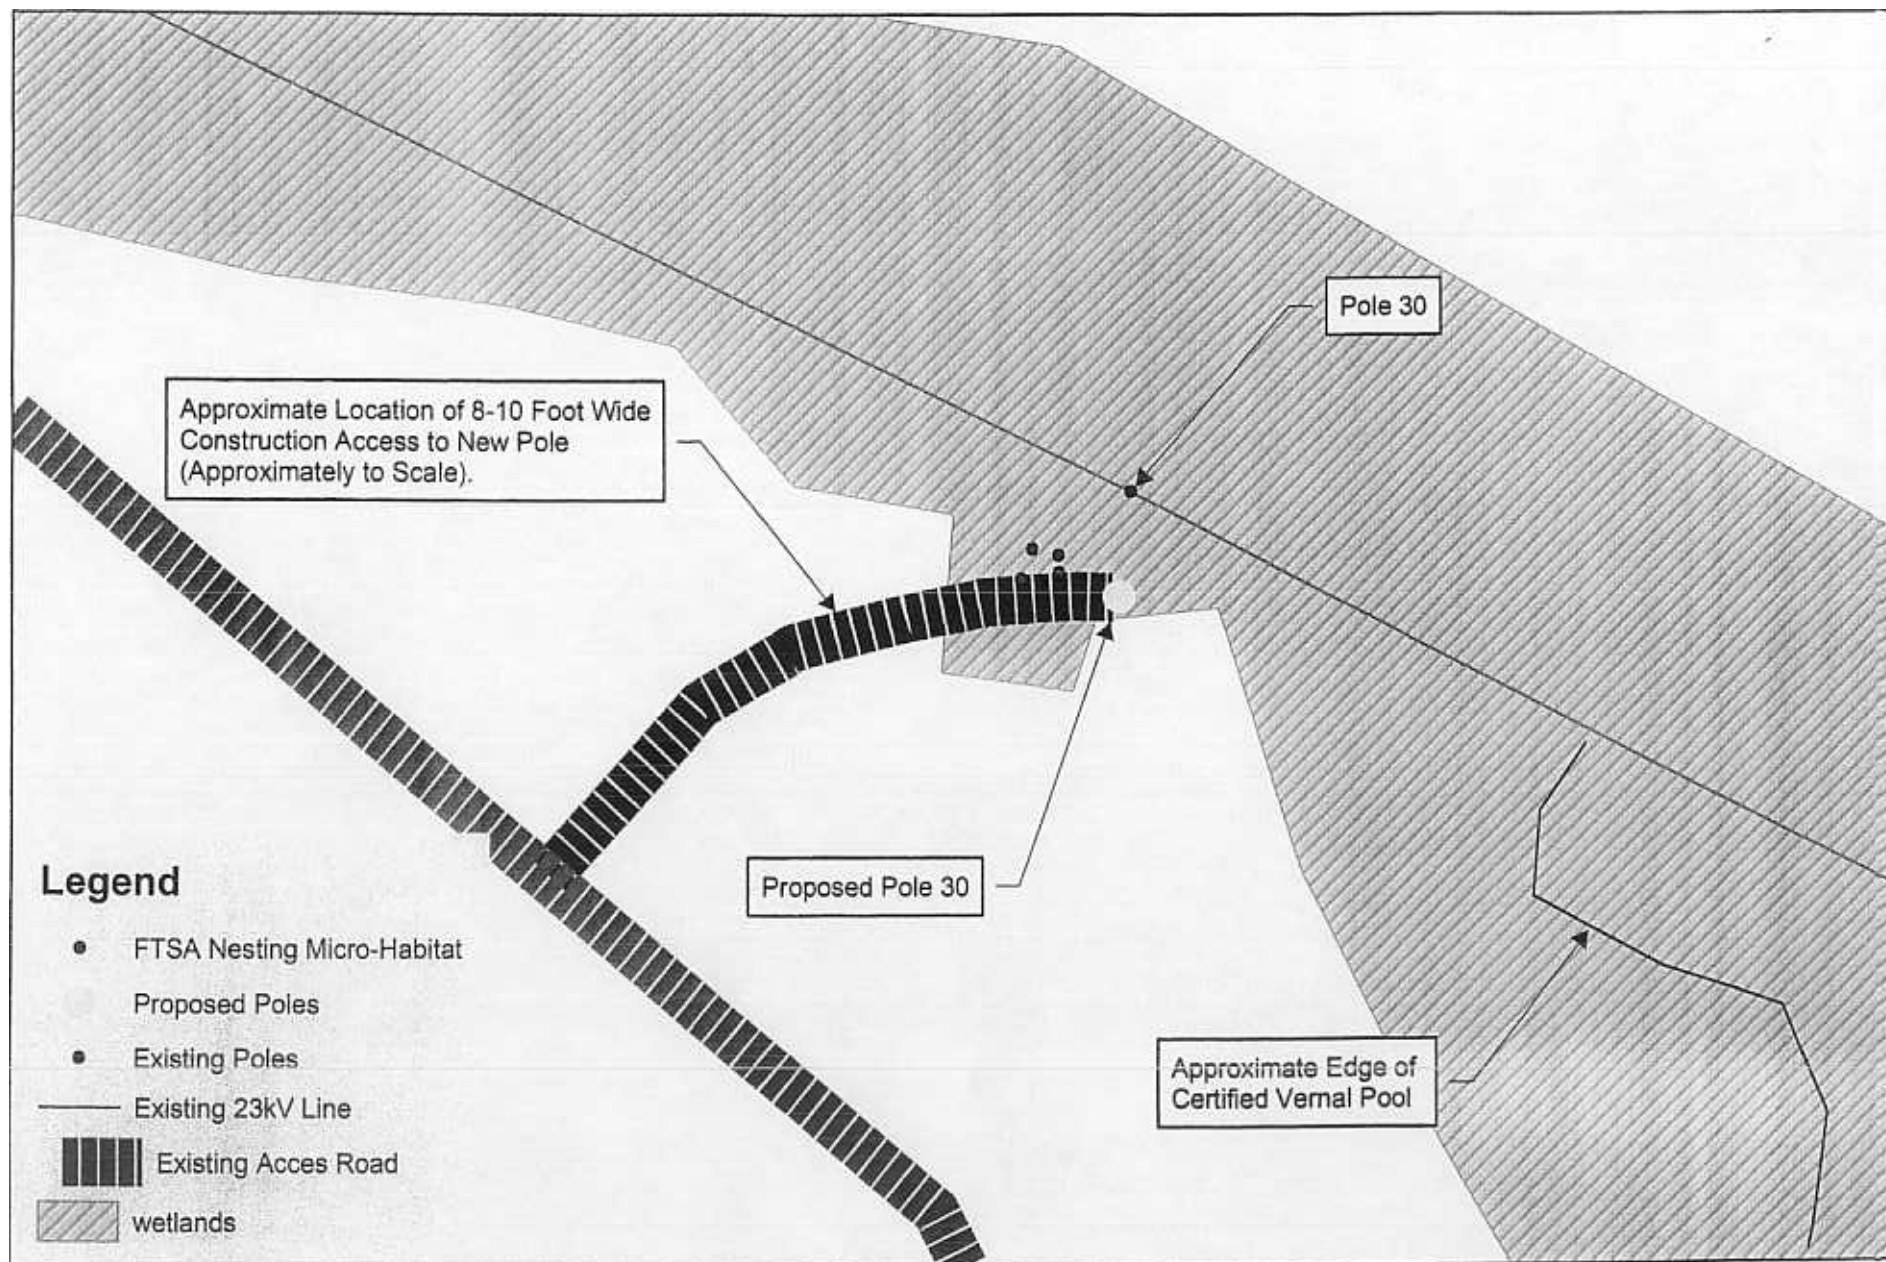 Pole 30
Approximate Location of 8-10 Foot Wide
Construction Access to New Pole
(Approximately to Scale).
Proposed Pole 30
Approximate Edge of
Certified Vernal Pool
Legend
FTSA Nesting Micro-Habitat
Proposed Poles
Existing Poles
Existing 23kV Line
Existing Acces Road
wetlands